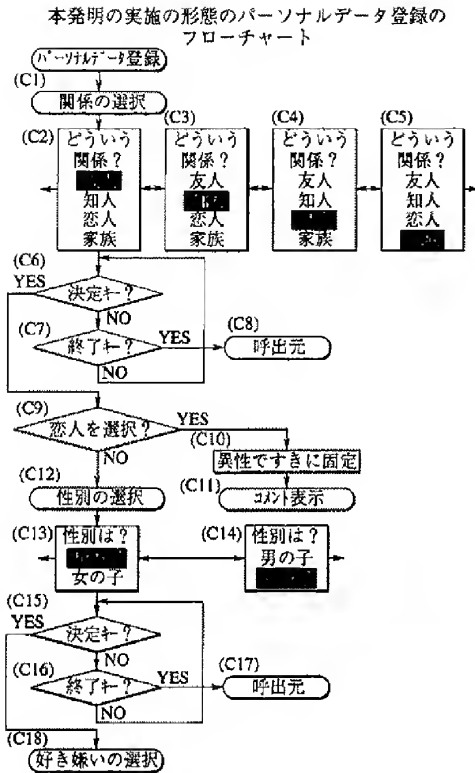 本発明の実施の形態のパーソナルデータ登録の
フローチャート
パーソナルデータ登録
(C1)
関係の選択
(C2)
どういう
関係？
知人
恋人
家族
(C3)
どういう
関係？
友人
恋人
家族
(C4)
どういう
関係？
友人
知人
家族
(C5)
どういう
関係？
友人
知人
恋人
(C6)
YES
決定キー？
NO
(C7)
終了キー？
YES
NO
(C8)
呼出元
(C9)
恋人を選択？
YES
NO
(C10)
異性ですきに固定
(C11)
コメント表示
(C12)
性別の選択
(C13)
性別は？
女の子
(C14)
性別は？
男の子
(C15)
YES
決定キー？
NO
(C16)
終了キー？
YES
NO
(C17)
呼出元
(C18)
好き嫌いの選択